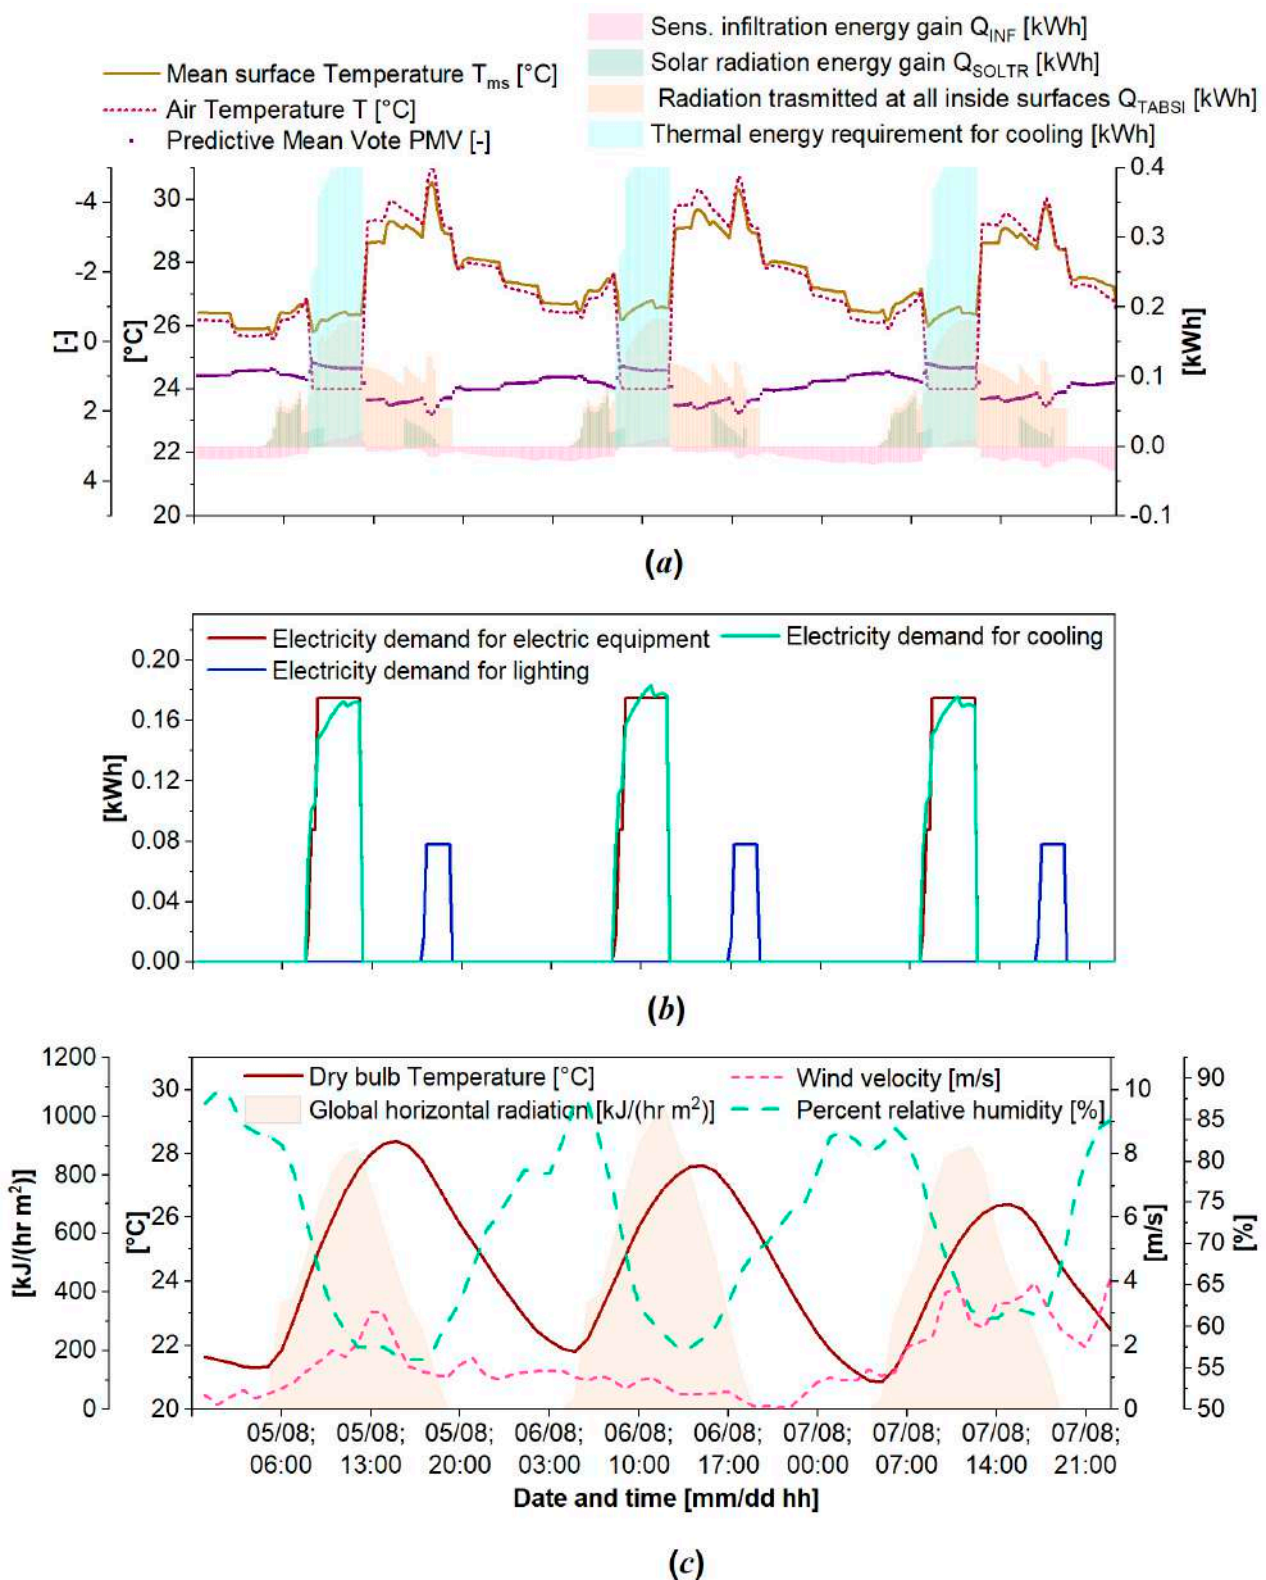 Sens. infiltration energy gain QINF [kWh]
Mean surface Temperature Tms [°C]
Solar radiation energy gain QSOLTR [kWh]
Air Temperature T [°C]
Radiation trasmitted at all inside surfaces QTABSI [kWh]
Predictive Mean Vote PMV [-]
Thermal energy requirement for cooling [kWh]
-4
-2
0
2
4
[-]
30
28
26
24
22
20
[°C]
0.4
0.3
0.2
0.1
0.0
-0.1
[kWh]
(a)
Electricity demand for electric equipment
Electricity demand for cooling
Electricity demand for lighting
0.20
0.16
0.12
0.08
0.04
0.00
[kWh]
(b)
Dry bulb Temperature [°C]
Wind velocity [m/s]
Global horizontal radiation [kJ/(hr m2)]
Percent relative humidity [%]
1200
1000
800
600
400
200
0
[kJ/(hr m2)]
30
28
26
24
22
20
[°C]
10
8
6
4
2
0
[m/s]
90
85
80
75
70
65
60
55
50
[%]
05/08; 05/08; 05/08; 06/08; 06/08; 06/08; 07/08; 07/08; 07/08; 07/08;
06:00 13:00 20:00 03:00 10:00 17:00 00:00 07:00 14:00 21:00
Date and time [mm/dd hh]
(c)